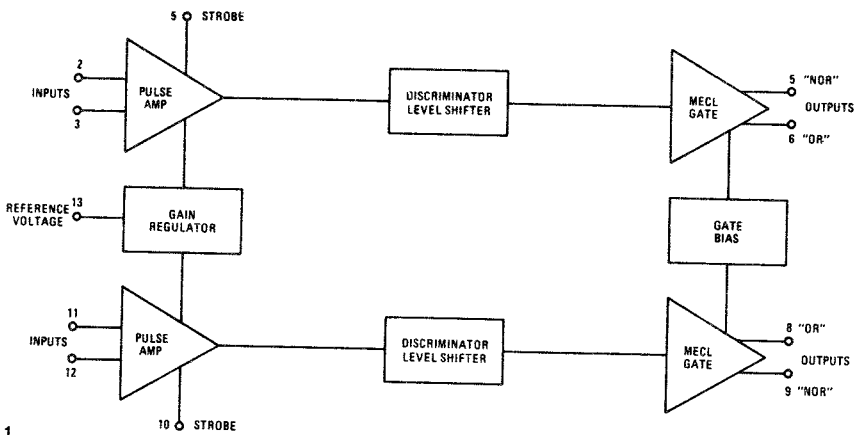 5 STROBE
2
INPUTS
3
PULSE
AMP
DISCRIMINATOR
LEVEL SHIFTER
MECL
GATE
5 "NOR"
OUTPUTS
6 "OR"
REFERENCE 13
VOLTAGE
GAIN
REGULATOR
GATE
BIAS
11
INPUTS
12
PULSE
AMP
DISCRIMINATOR
LEVEL SHIFTER
MECL
GATE
8 "OR"
OUTPUTS
9 "NOR"
10 STROBE
1